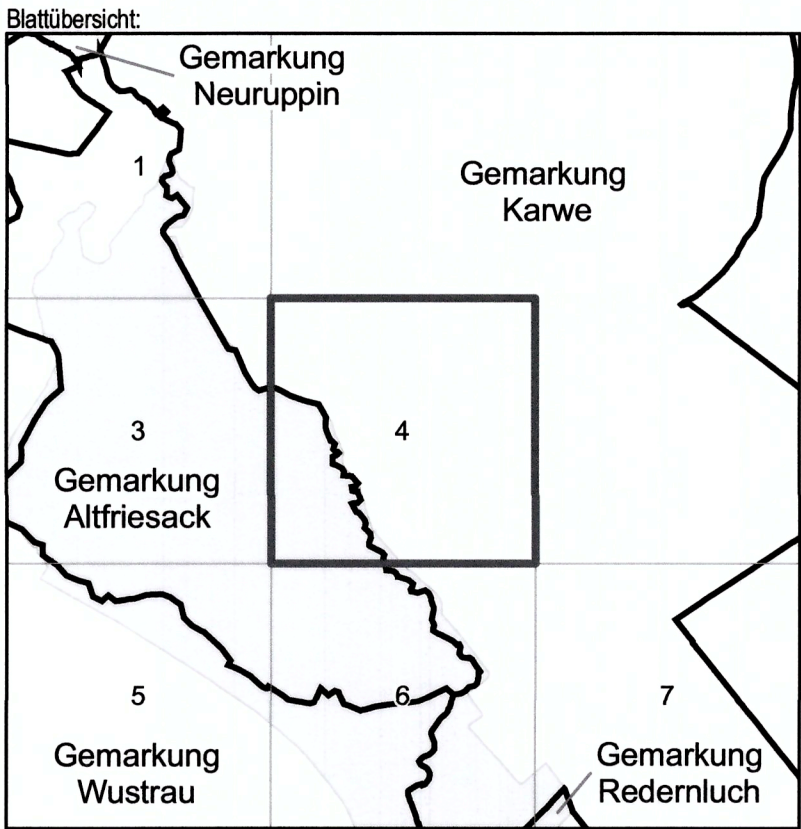 Blattübersicht:
Gemarkung
Neuruppin
1
Gemarkung
Karwe
3
Gemarkung
Altfriesack
4
5
Gemarkung
Wustrau
6
7
Gemarkung
Redernluch